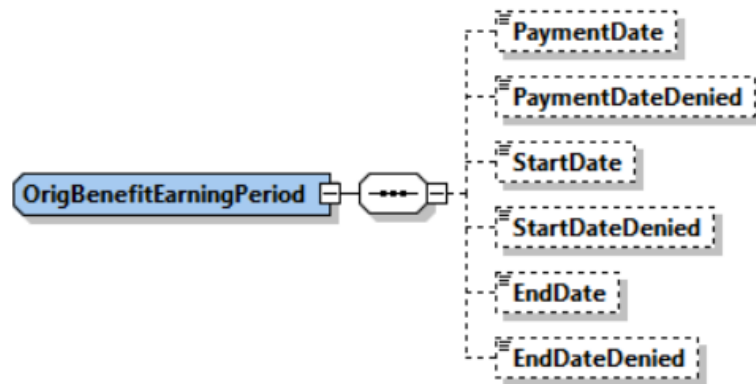 PaymentDate
PaymentDateDenied
StartDate
OrigBenefitEarningPeriod
StartDateDenied
EndDate
EndDateDenied